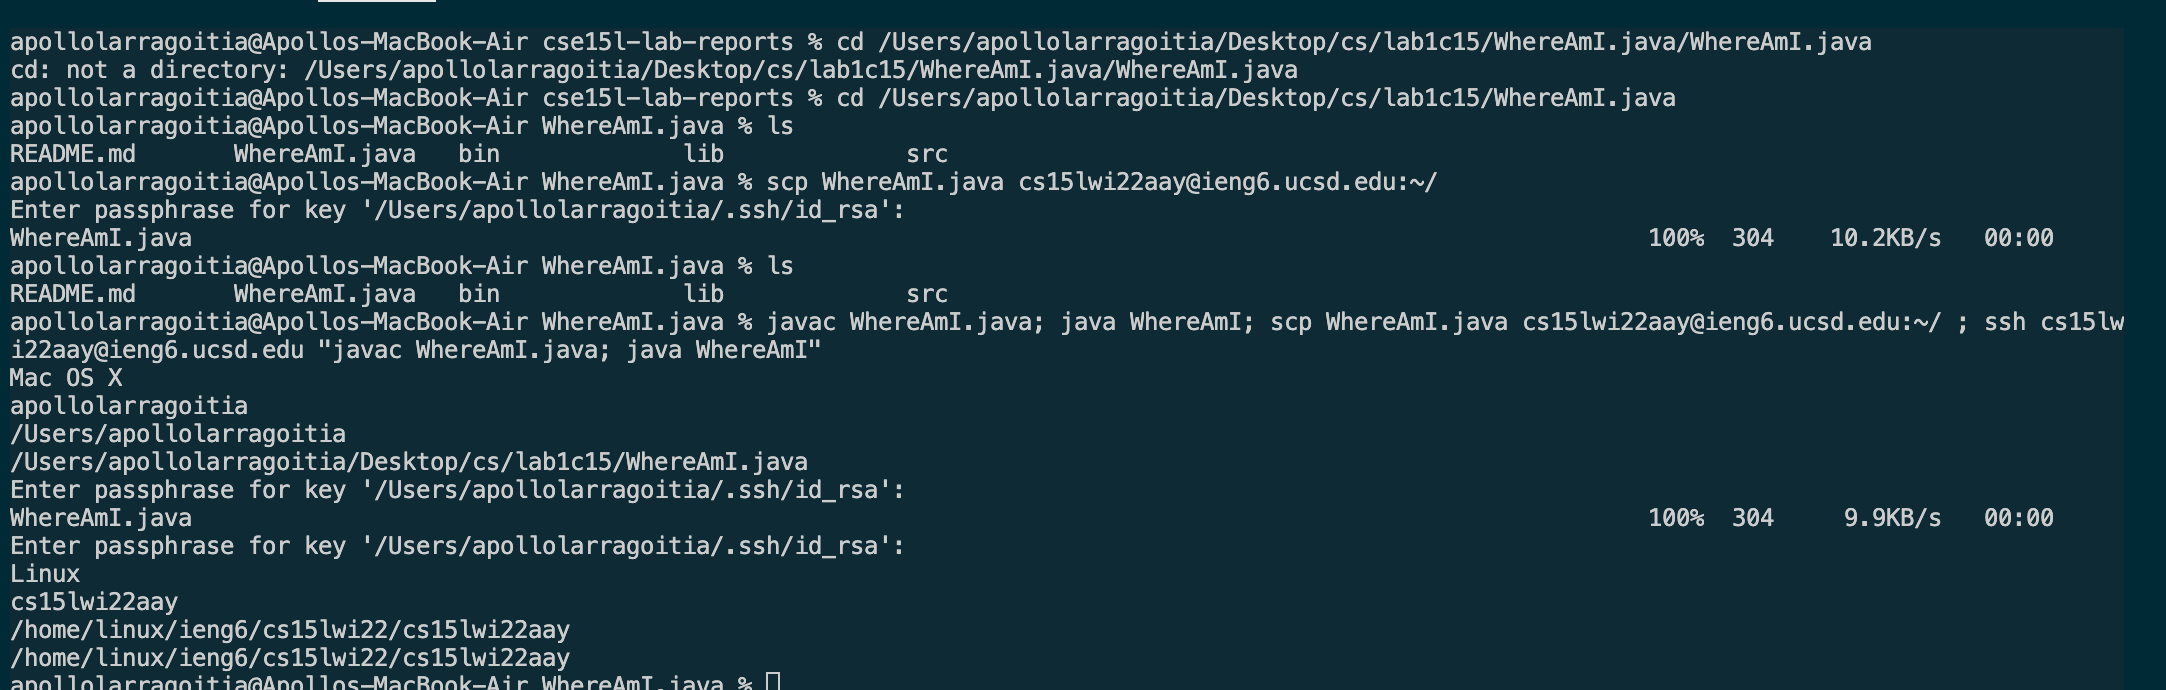 apollolarragoitia@Apollos-MacBook-Air cse15l-lab-reports % cd /Users/apollolarragoitia/Desktop/cs/lab1c15/WhereAmI.java/WhereAmI.java
cd: not a directory: /Users/apollolarragoitia/Desktop/cs/lab1c15/WhereAmI.java/WhereAmI.java
apollolarragoitia@Apollos-MacBook-Air cse15l-lab-reports % cd /Users/apollolarragoitia/Desktop/cs/lab1c15/WhereAmI.java
apollolarragoitia@Apollos-MacBook-Air WhereAmI.java % ls
README.md       WhereAmI.java   bin             lib             src
apollolarragoitia@Apollos-MacBook-Air WhereAmI.java % scp WhereAmI.java cs15lwi22aay@ieng6.ucsd.edu:~/
Enter passphrase for key '/Users/apollolarragoitia/.ssh/id_rsa':
WhereAmI.java                                                                 100%  304    10.2KB/s   00:00
apollolarragoitia@Apollos-MacBook-Air WhereAmI.java % ls
README.md       WhereAmI.java   bin             lib             src
apollolarragoitia@Apollos-MacBook-Air WhereAmI.java % javac WhereAmI.java; java WhereAmI; scp WhereAmI.java cs15lwi22aay@ieng6.ucsd.edu:~/ ; ssh cs15lw
i22aay@ieng6.ucsd.edu "javac WhereAmI.java; java WhereAmI"
Mac OS X
apollolarragoitia
/Users/apollolarragoitia
/Users/apollolarragoitia/Desktop/cs/lab1c15/WhereAmI.java
Enter passphrase for key '/Users/apollolarragoitia/.ssh/id_rsa':
WhereAmI.java                                                                 100%  304     9.9KB/s   00:00
Enter passphrase for key '/Users/apollolarragoitia/.ssh/id_rsa':
Linux
cs15lwi22aay
/home/linux/ieng6/cs15lwi22/cs15lwi22aay
/home/linux/ieng6/cs15lwi22/cs15lwi22aay
apollolarragoitia@Apollos-MacBook-Air WhereAmI.java %